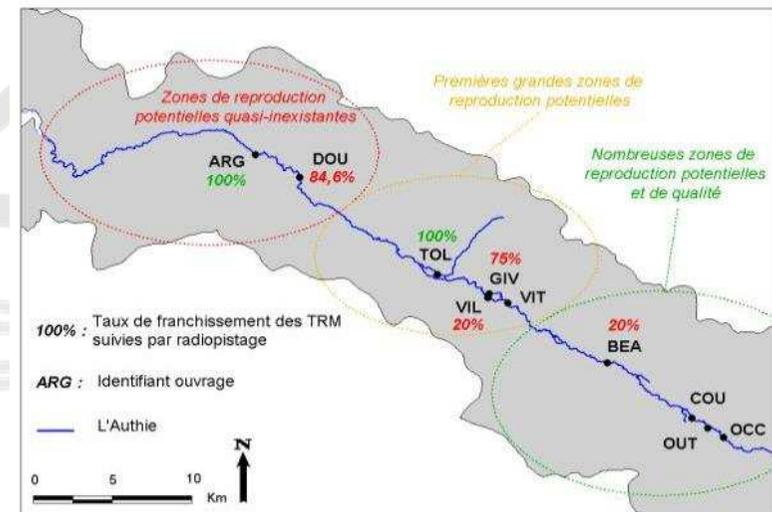 Zones de reproduction
potentielles quasi-inexistantes
Premières grandes zones de
reproduction potentielles
Nombreuses zones de
reproduction potentielles
et de qualité
ARG
100%
DOU
84,6%
100%
TOL
75%
GIV
VIT
VIL
20%
20%
BEA
COU
OUT
OCC
100% : Taux de franchissement des TRM
suivies par radiopistage
ARG : Identifiant ouvrage
L'Authie
N
0 5 10
Km